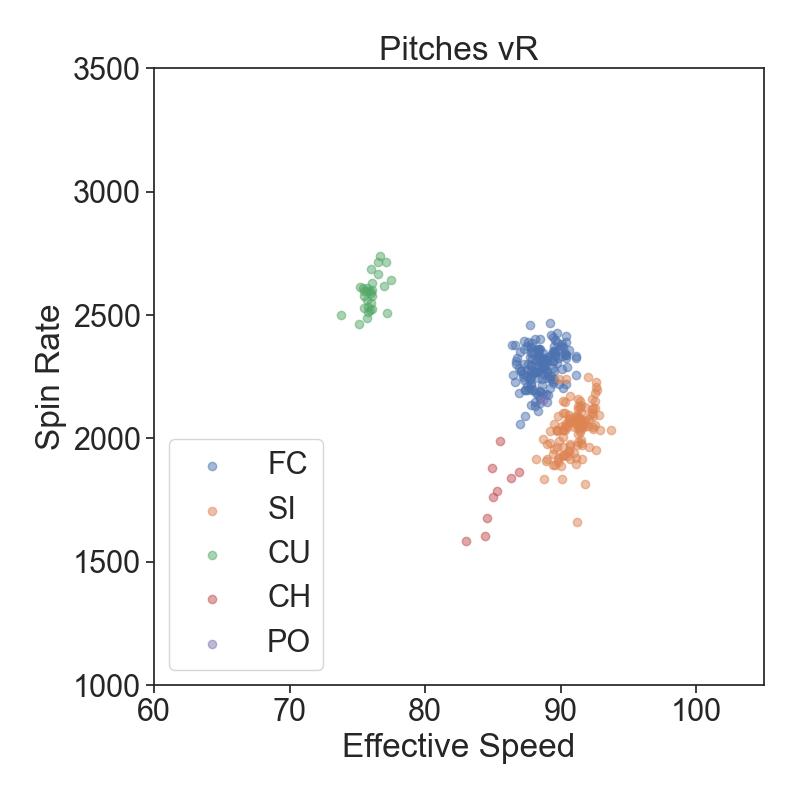 Pitches vR
3500
3000
2500
2000
1500
1000
Spin Rate
FC
SI
CU
CH
PO
60 70 80 90 100
Effective Speed